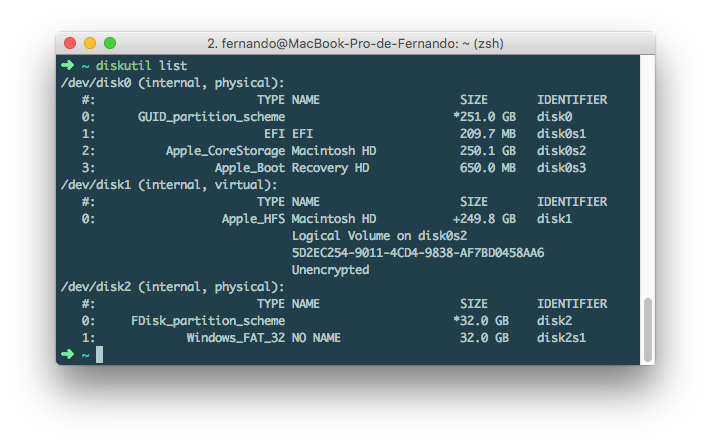 2. fernando@MacBook-Pro-de-Fernando: ~ (zsh)
➜ ~ diskutil list
/dev/disk0 (internal, physical):
   #:                       TYPE NAME                    SIZE       IDENTIFIER
   0:      GUID_partition_scheme                        *251.0 GB   disk0
   1:                        EFI EFI                     209.7 MB   disk0s1
   2:          Apple_CoreStorage Macintosh HD            250.1 GB   disk0s2
   3:                 Apple_Boot Recovery HD             650.0 MB   disk0s3
/dev/disk1 (internal, virtual):
   #:                       TYPE NAME                    SIZE       IDENTIFIER
   0:                  Apple_HFS Macintosh HD           +249.8 GB   disk1
                                 Logical Volume on disk0s2
                                 5D2EC254-9011-4CD4-9838-AF7BD0458AA6
                                 Unencrypted
/dev/disk2 (internal, physical):
   #:                       TYPE NAME                    SIZE       IDENTIFIER
   0:     FDisk_partition_scheme                        *32.0 GB    disk2
   1:             Windows_FAT_32 NO NAME                 32.0 GB    disk2s1
➜ ~